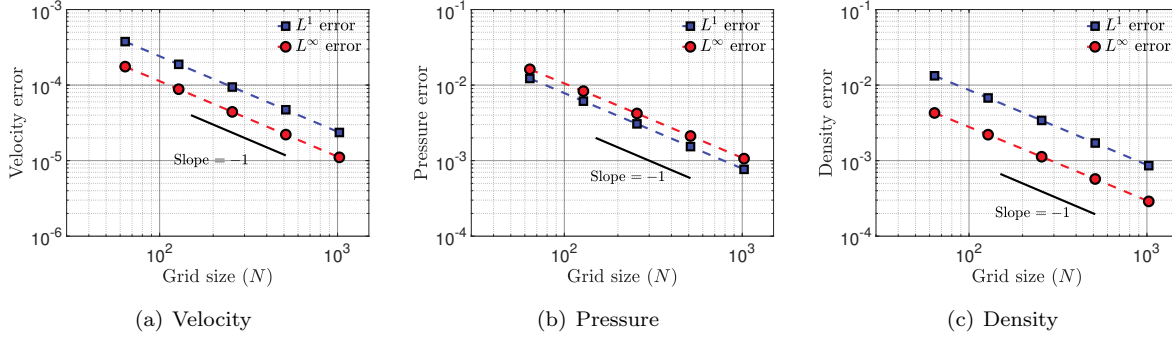 10^{-3}
10^{-4}
10^{-5}
10^{-6}
Velocity error
L^1 error
L^∞ error
Slope = −1
10^2
10^3
Grid size (N)
(a) Velocity
10^{-1}
10^{-2}
10^{-3}
10^{-4}
Pressure error
L^1 error
L^∞ error
Slope = −1
10^2
10^3
Grid size (N)
(b) Pressure
10^{-1}
10^{-2}
10^{-3}
10^{-4}
Density error
L^1 error
L^∞ error
Slope = −1
10^2
10^3
Grid size (N)
(c) Density